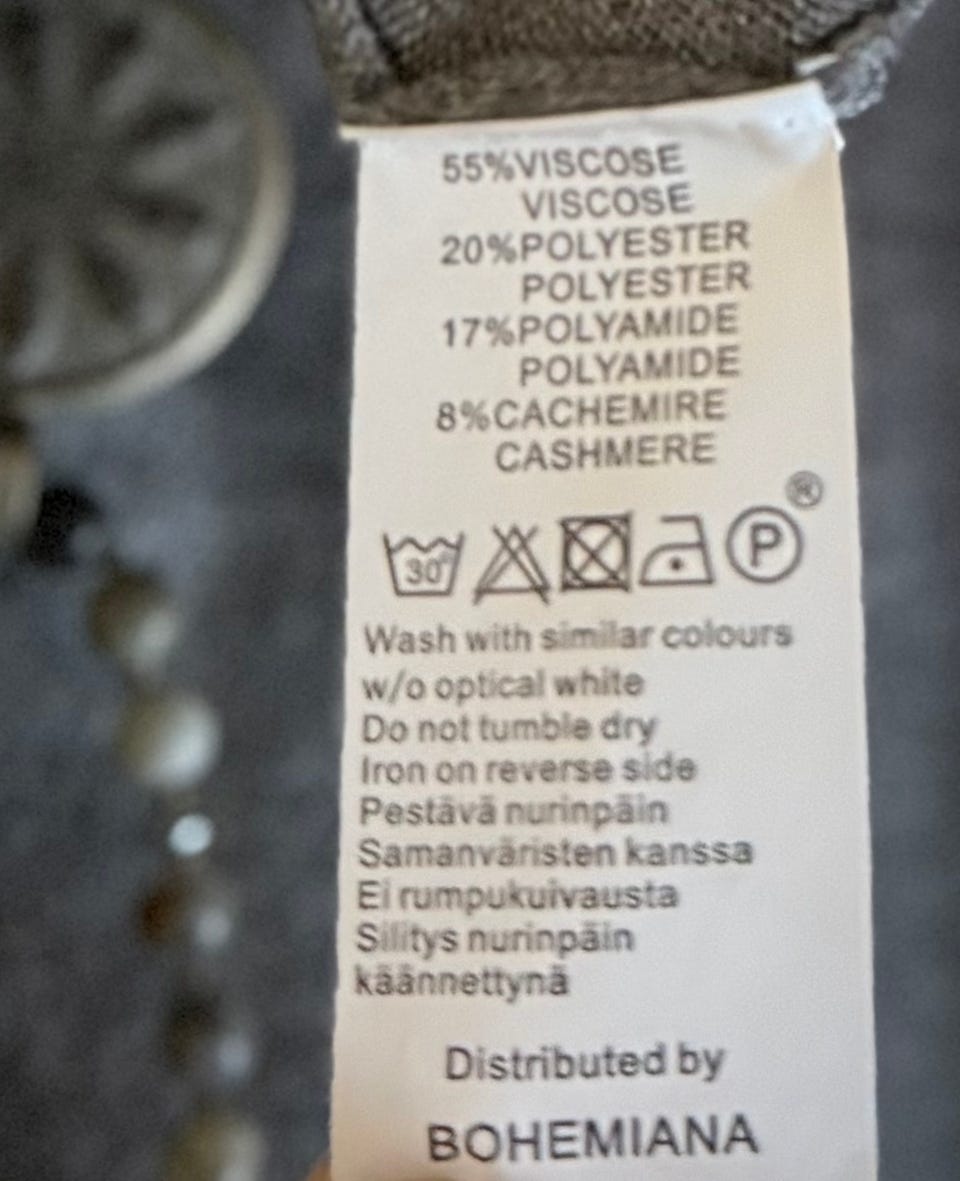 55%VISCOSE
VISCOSE
20%POLYESTER
POLYESTER
17%POLYAMIDE
POLYAMIDE
8%CACHEMIRE
CASHMERE
30° P ®
Wash with similar colours
w/o optical white
Do not tumble dry
Iron on reverse side
Pestävä nurinpäin
Samanväristen kanssa
Ei rumpukuivausta
Silitys nurinpäin
käännettynä
Distributed by
BOHEMIANA